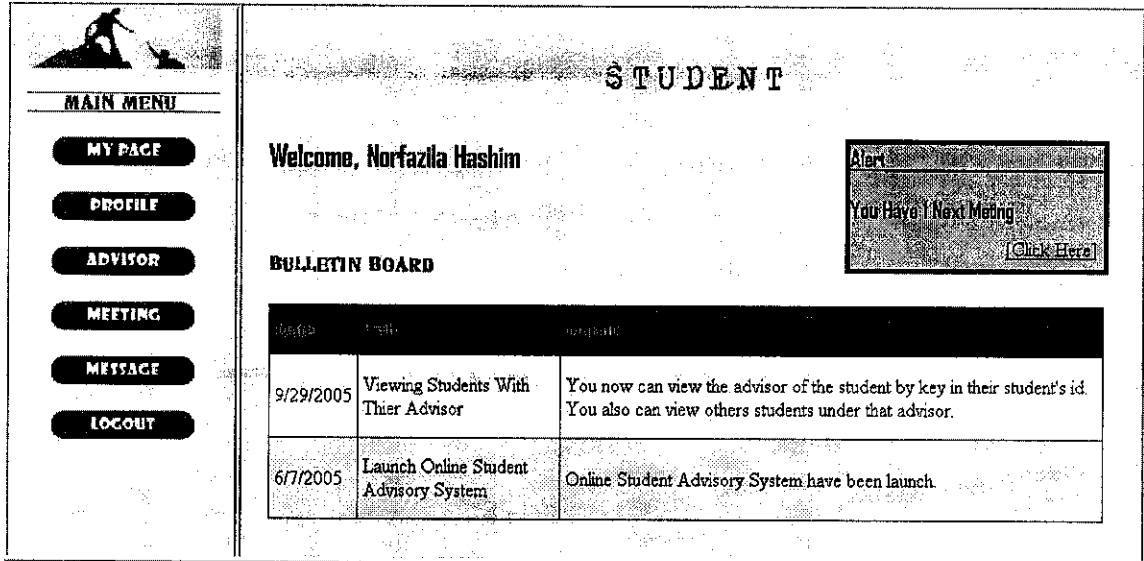 MAIN MENU
MY PAGE
PROFILE
ADVISOR
MEETING
MESSAGE
LOGOUT
STUDENT
Welcome, Norfazila Hashim
Alert
You Have 1 Next Meting
[Click Here]
BULLETIN BOARD
9/29/2005
Viewing Students With
Thier Advisor
You now can view the advisor of the student by key in their student's id.
You also can view others students under that advisor.
6/7/2005
Launch Online Student
Advisory System
Online Student Advisory System have been launch.